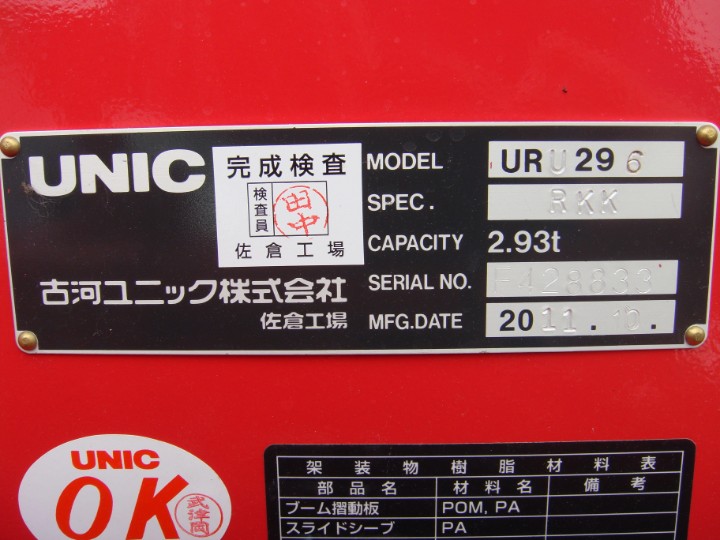 UNIC
完成検査
検査員
田中
佐倉工場
古河ユニック株式会社
佐倉工場
MODEL URU296
SPEC. RKK
CAPACITY 2.93t
SERIAL NO. F428833
MFG.DATE 2011.10.
UNIC
OK
架装物樹脂材料表
部品名 材料名 備考
ブーム摺動板 POM, PA
スライドシーブ PA